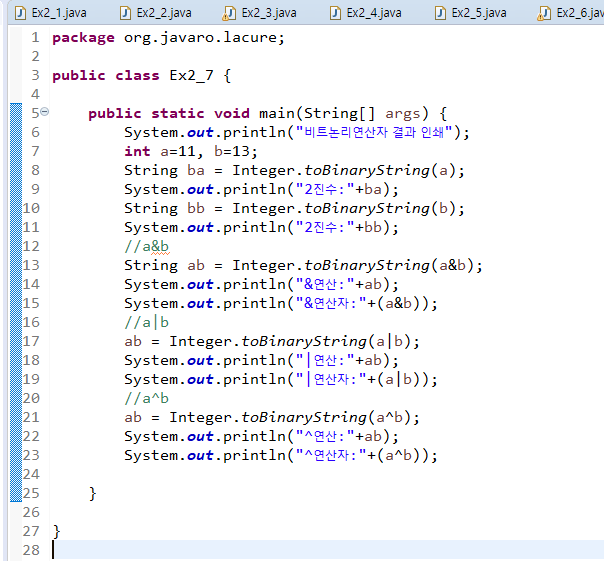 Ex2_1.java Ex2_2.java Ex2_3.java Ex2_4.java Ex2_5.java Ex2_6.jav
1 package org.javaro.lacure;
2
3 public class Ex2_7 {
4
5 public static void main(String[] args) {
6 System.out.println("비트논리연산자 결과 인쇄");
7 int a=11, b=13;
8 String ba = Integer.toBinaryString(a);
9 System.out.println("2진수:"+ba);
10 String bb = Integer.toBinaryString(b);
11 System.out.println("2진수:"+bb);
12 //a&b
13 String ab = Integer.toBinaryString(a&b);
14 System.out.println("&연산:"+ab);
15 System.out.println("&연산자:"+(a&b));
16 //a|b
17 ab = Integer.toBinaryString(a|b);
18 System.out.println("|연산:"+ab);
19 System.out.println("|연산자:"+(a|b));
20 //a^b
21 ab = Integer.toBinaryString(a^b);
22 System.out.println("^연산:"+ab);
23 System.out.println("^연산자:"+(a^b));
24
25 }
26
27 }
28